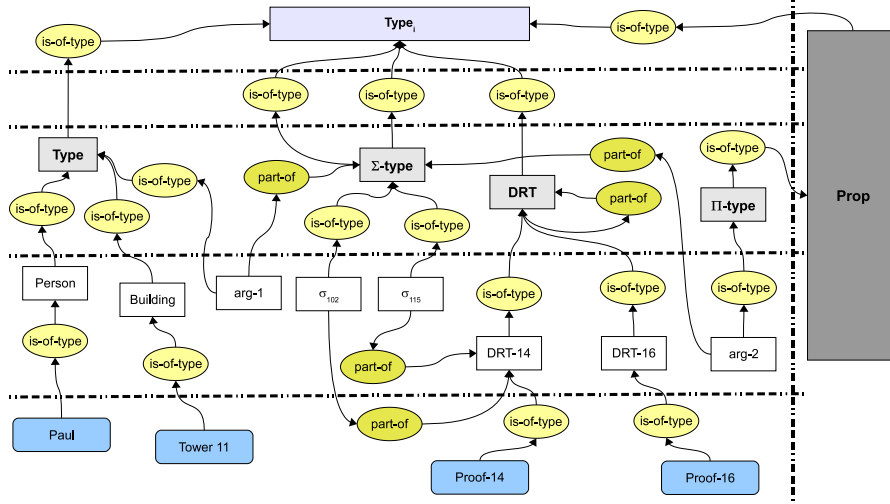 Type_i
is-of-type
is-of-type
is-of-type
is-of-type
is-of-type
Type
is-of-type
part-of
Σ-type
part-of
is-of-type
DRT
part-of
Π-type
Prop
is-of-type
is-of-type
is-of-type
is-of-type
Person
Building
arg-1
σ102
σ115
is-of-type
is-of-type
is-of-type
is-of-type
is-of-type
part-of
DRT-14
DRT-16
arg-2
Paul
Tower 11
part-of
is-of-type
is-of-type
Proof-14
Proof-16